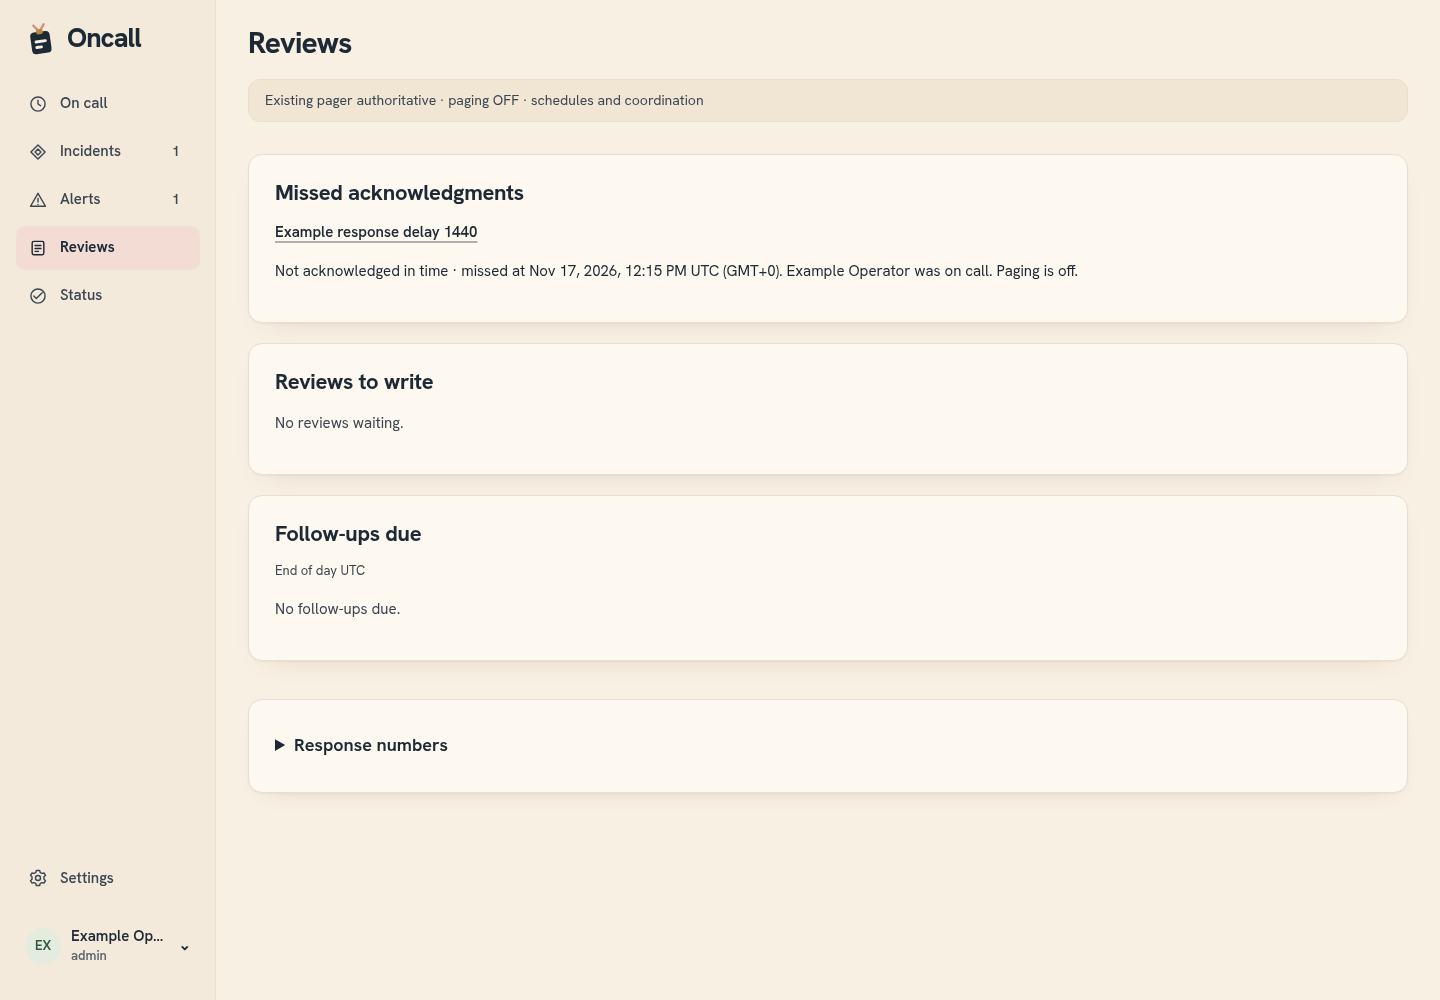 Oncall
On call
Incidents 1
Alerts 1
Reviews
Status
Settings
EX
Example Op...
admin
Reviews
Existing pager authoritative · paging OFF · schedules and coordination
Missed acknowledgments
Example response delay 1440
Not acknowledged in time · missed at Nov 17, 2026, 12:15 PM UTC (GMT+0). Example Operator was on call. Paging is off.
Reviews to write
No reviews waiting.
Follow-ups due
End of day UTC
No follow-ups due.
Response numbers